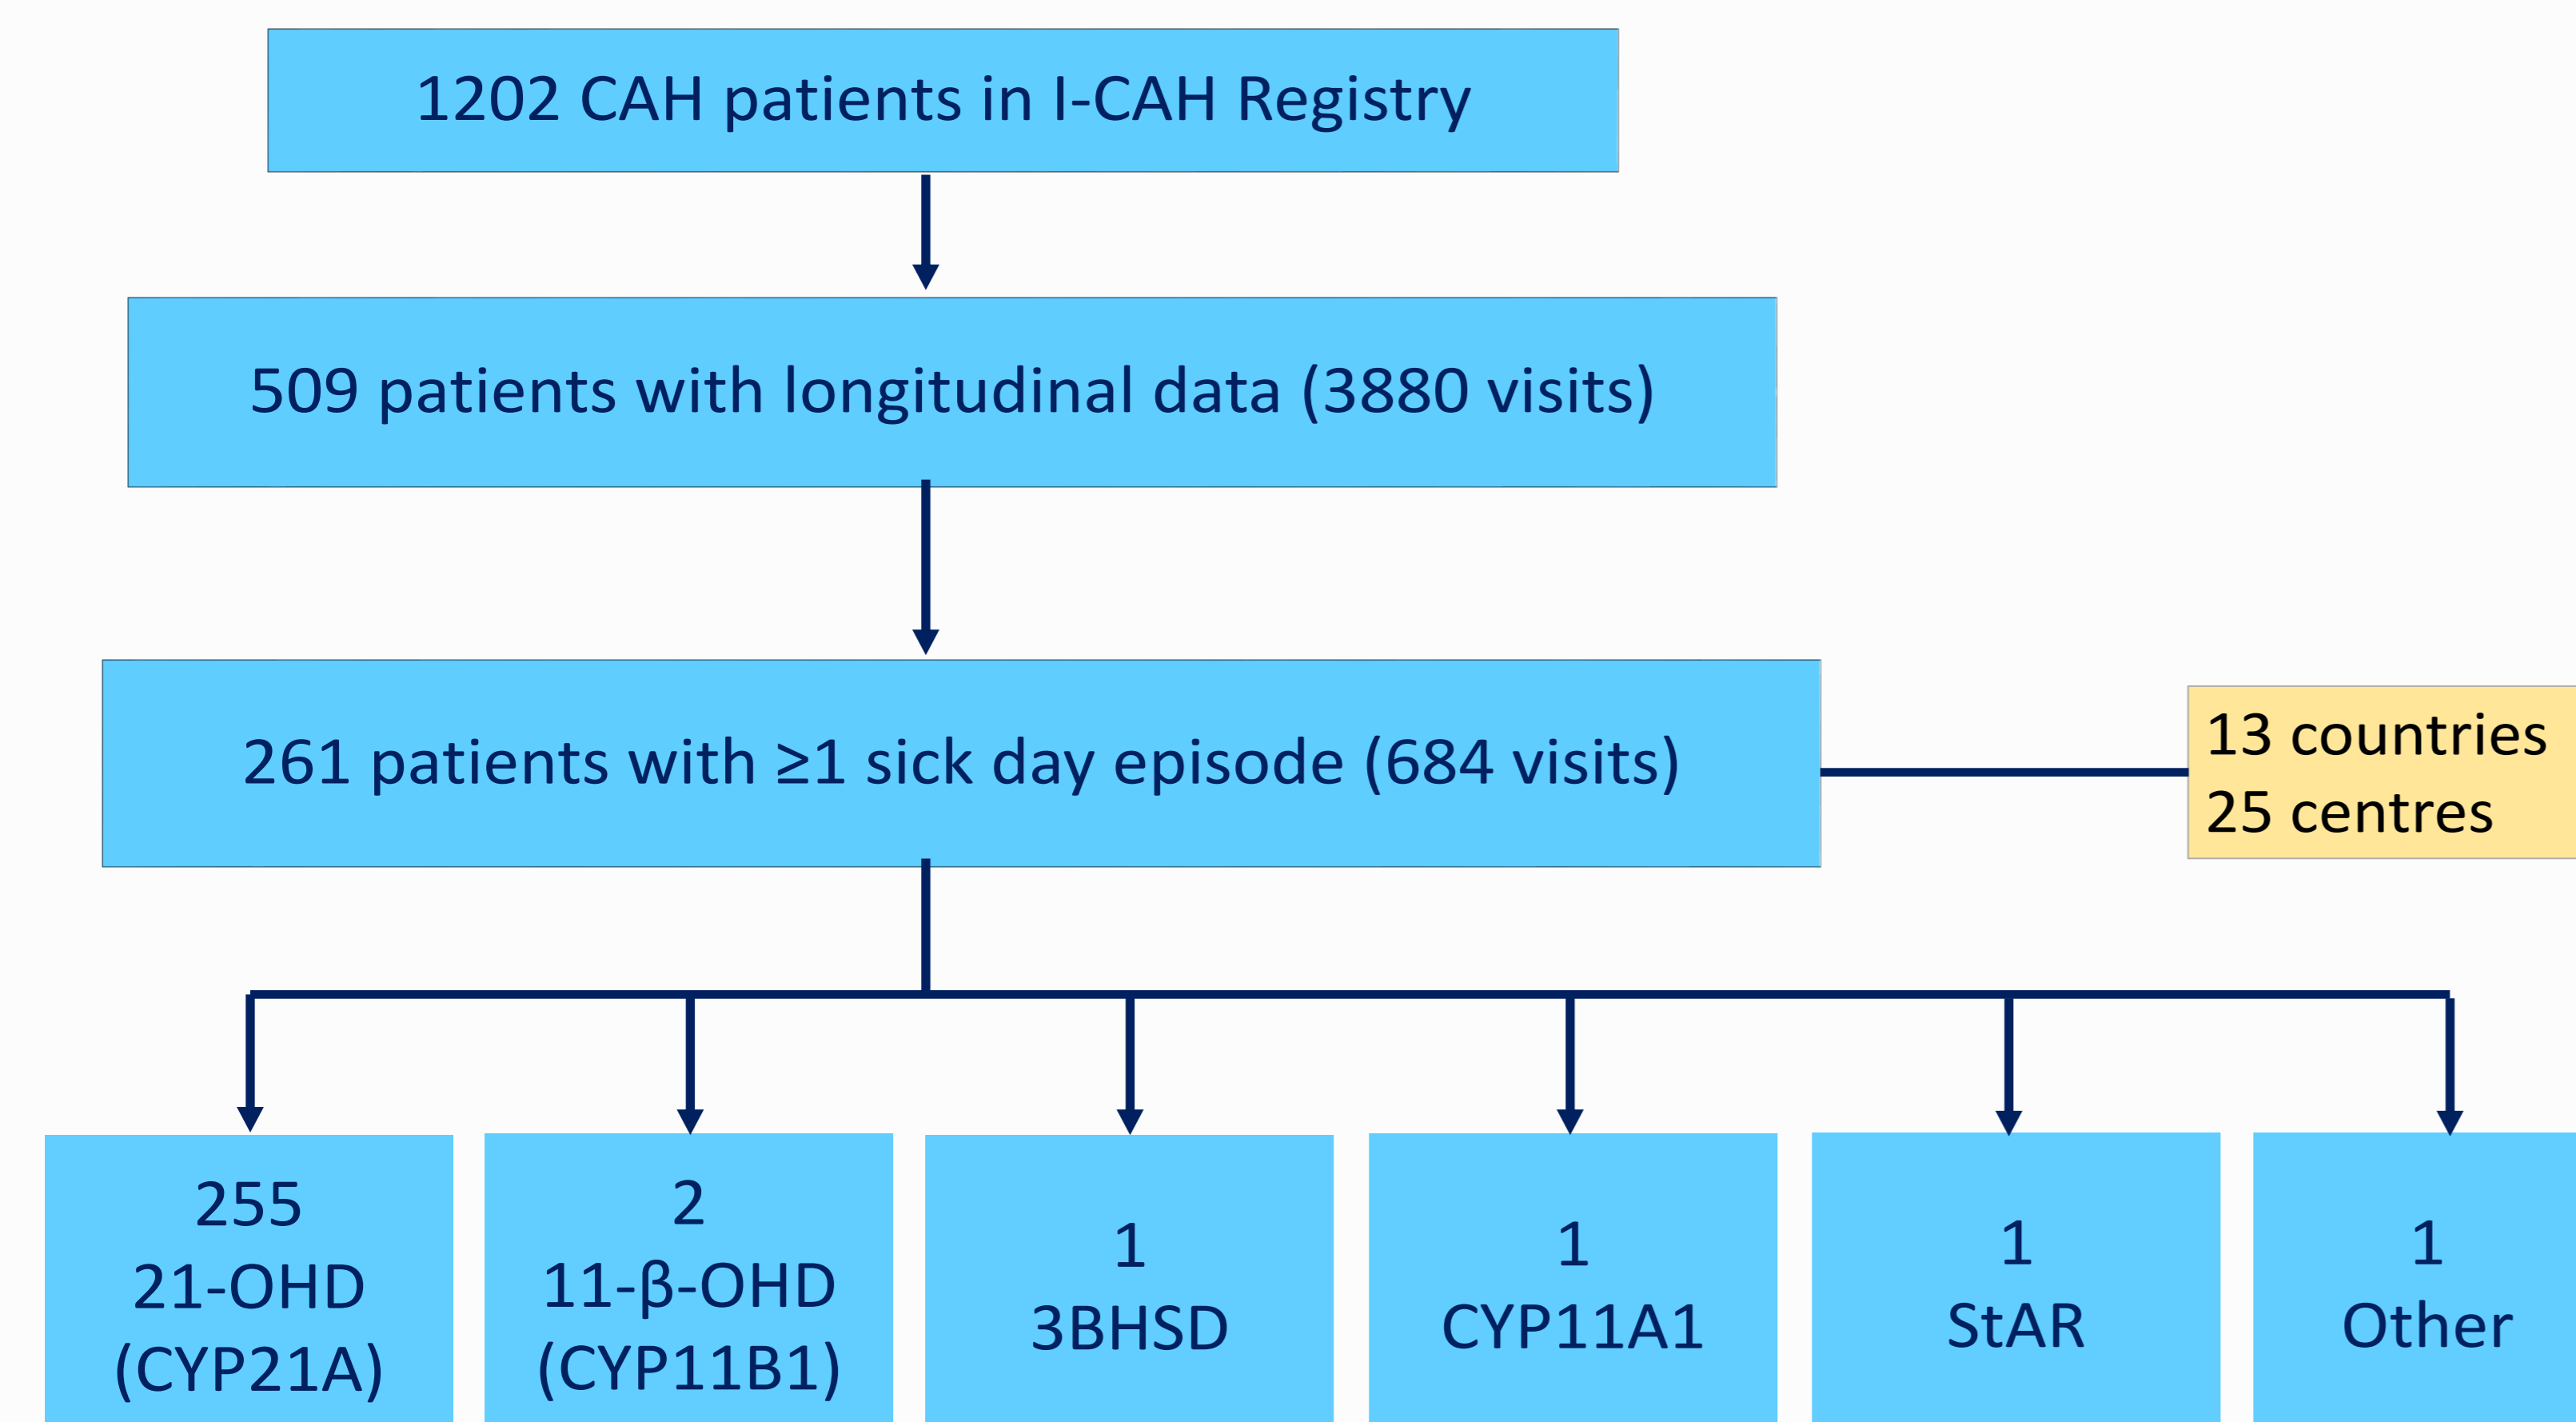 1202 CAH patients in I-CAH Registry
509 patients with longitudinal data (3880 visits)
261 patients with ≥1 sick day episode (684 visits)
13 countries
25 centres
255
21-OHD
(CYP21A)
2
11-β-OHD
(CYP11B1)
1
3BHSD
1
CYP11A1
1
StAR
1
Other